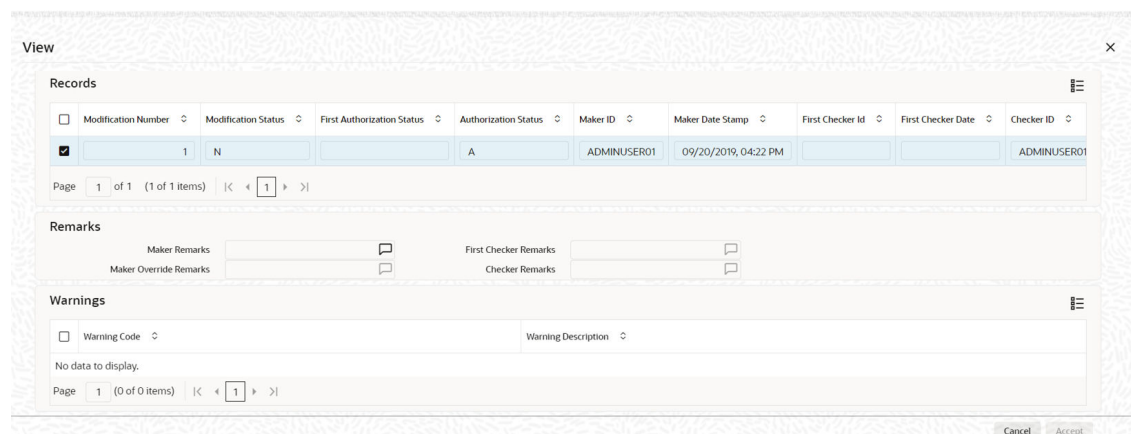 View
Records
Modification Number Modification Status First Authorization Status Authorization Status Maker ID Maker Date Stamp First Checker Id First Checker Date Checker ID
1 N A ADMINUSER01 09/20/2019, 04:22 PM ADMINUSER01
Page 1 of 1 (1 of 1 items) 1
Remarks
Maker Remarks First Checker Remarks
Maker Override Remarks Checker Remarks
Warnings
Warning Code Warning Description
No data to display.
Page 1 (0 of 0 items) 1
Cancel Accept